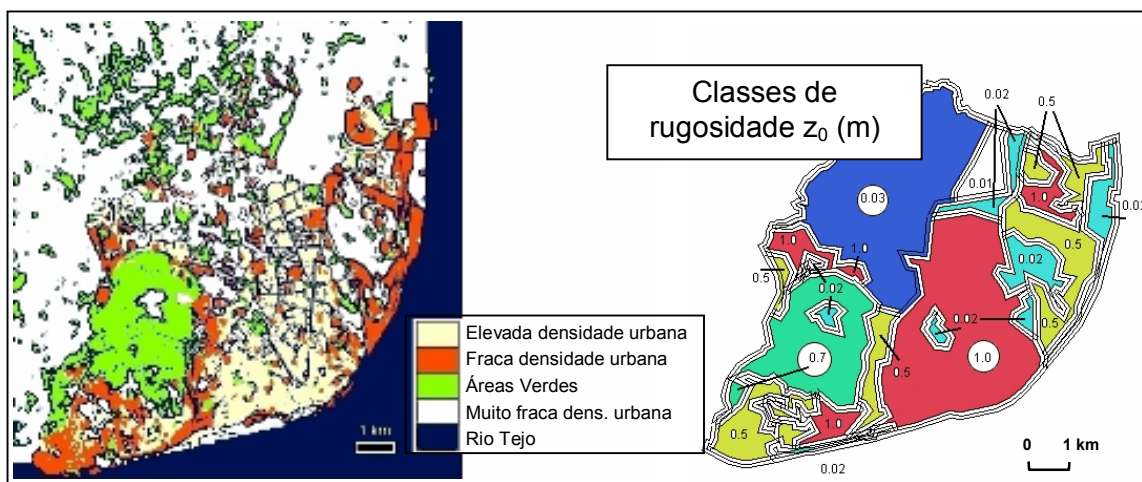 Classes de
rugosidade z₀ (m)
0.02
0.5
0.01
0.03
1.0
0.02
0.5
1.0
1.0
0.02
0.5
0.02
0.02
0.5
0.7
1.0
0.5
0.5
1.0
0.02
Elevada densidade urbana
Fraca densidade urbana
Áreas Verdes
Muito fraca dens. urbana
Rio Tejo
1 km
0 1 km